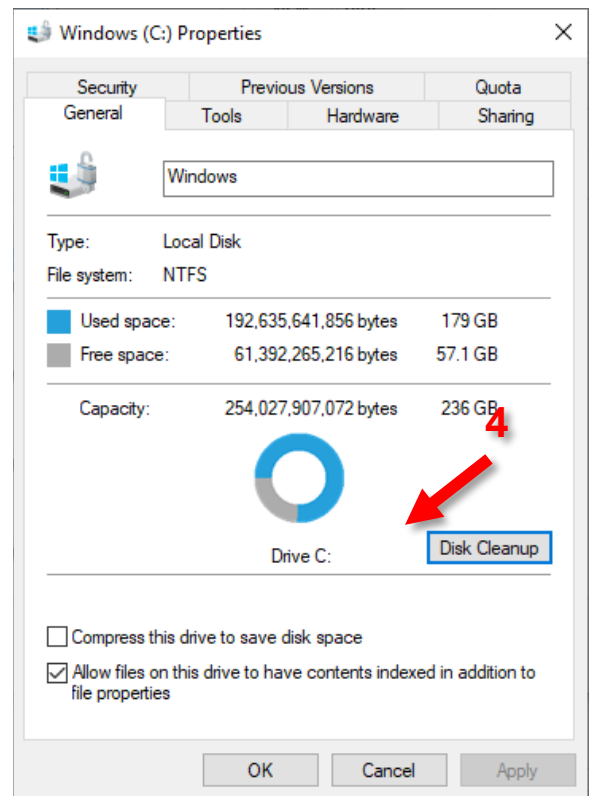 Windows (C:) Properties
Security Previous Versions Quota
General Tools Hardware Sharing
Windows
Type: Local Disk
File system: NTFS
Used space: 192,635,641,856 bytes 179 GB
Free space: 61,392,265,216 bytes 57.1 GB
Capacity: 254,027,907,072 bytes 236 GB
4
Drive C: Disk Cleanup
Compress this drive to save disk space
Allow files on this drive to have contents indexed in addition to
file properties
OK Cancel Apply